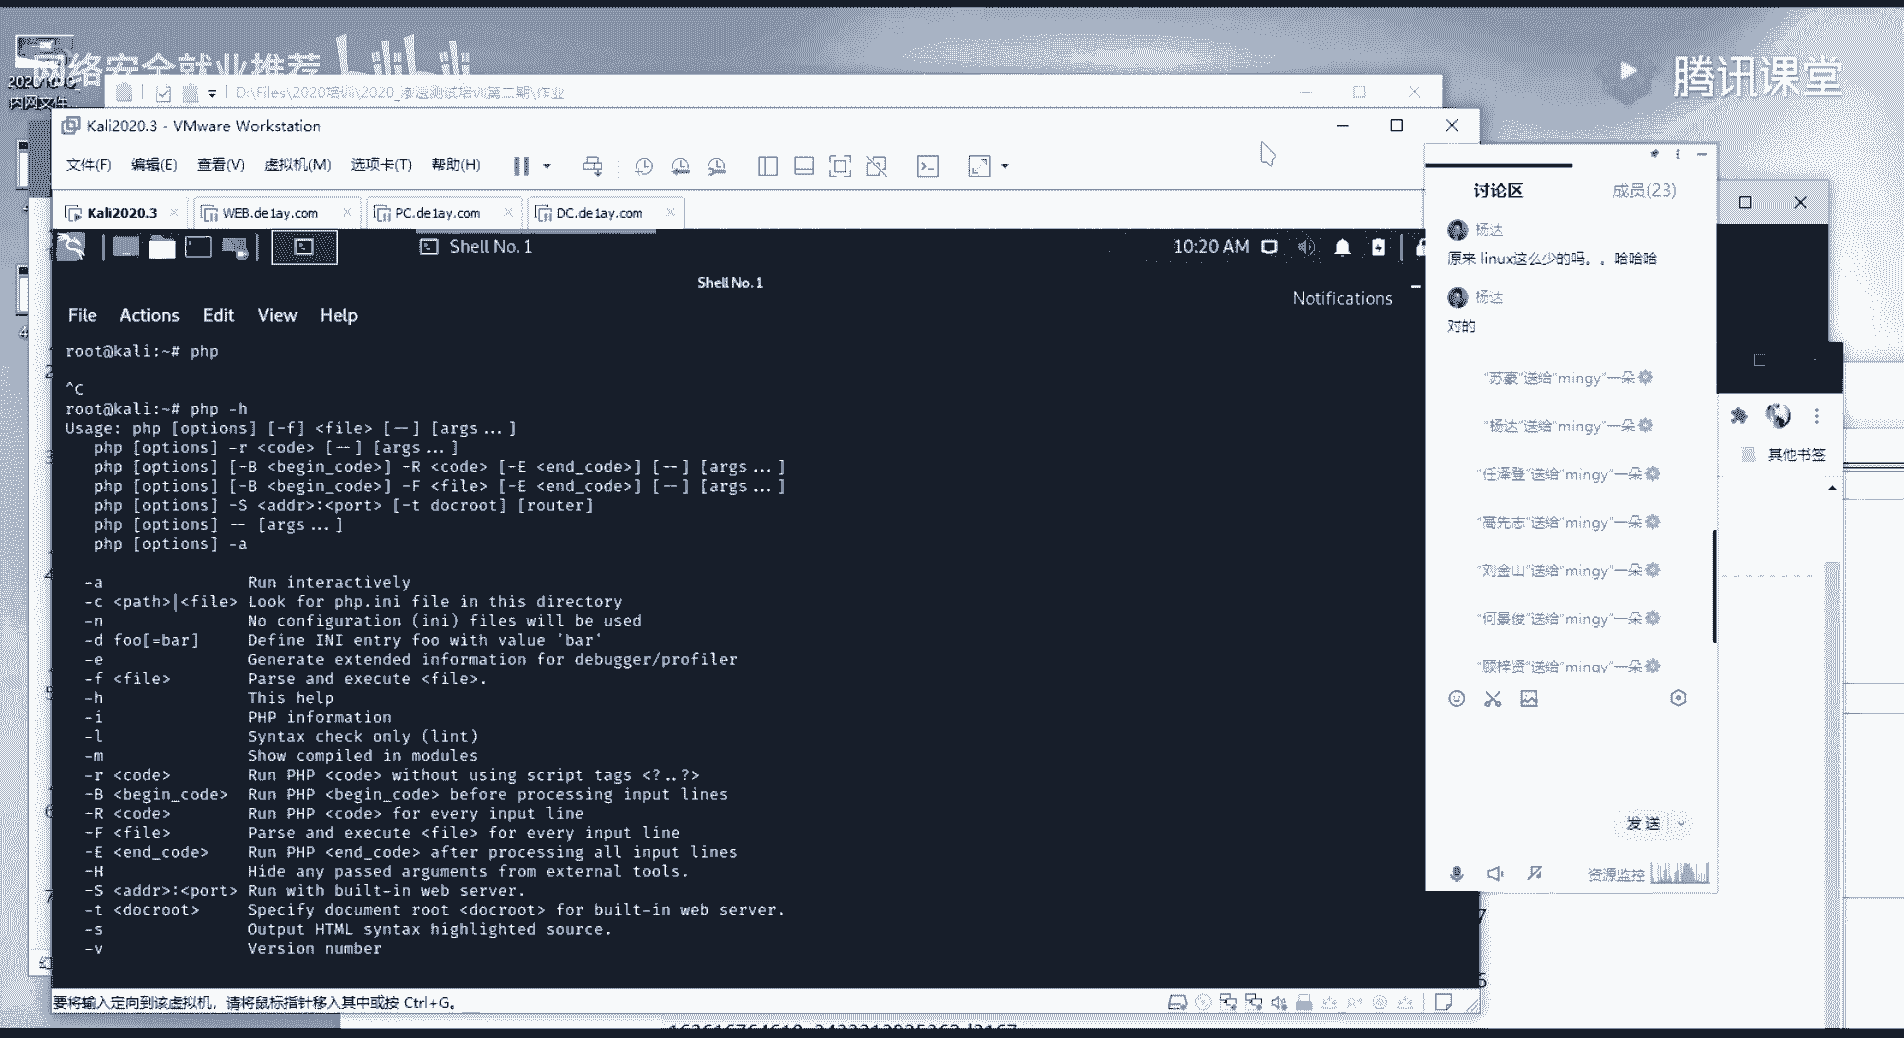 网络安全就业推荐
bilibili
腾讯课堂
内网文件
D:\Files\2020培训\2020_渗透测试培训第二期\作业
Kali2020.3 - VMware Workstation
文件(F) 编辑(E) 查看(V) 虚拟机(M) 选项卡(T) 帮助(H)
Kali2020.3
WEB.de1ay.com
PC.de1ay.com
DC.de1ay.com
Shell No. 1
10:20 AM
Shell No. 1
Notifications
File Actions Edit View Help
root@kali:~# php
^C
root@kali:~# php -h
Usage: php [options] [-f] <file> [--] [args...]
php [options] -r <code> [--] [args...]
php [options] [-B <begin_code>] -R <code> [-E <end_code>] [--] [args...]
php [options] [-B <begin_code>] -F <file> [-E <end_code>] [--] [args...]
php [options] -S <addr>:<port> [-t docroot] [router]
php [options] -- [args...]
php [options] -a
-a Run interactively
-c <path>|<file> Look for php.ini file in this directory
-n No configuration (ini) files will be used
-d foo[=bar] Define INI entry foo with value 'bar'
-e Generate extended information for debugger/profiler
-f <file> Parse and execute <file>.
-h This help
-i PHP information
-l Syntax check only (lint)
-m Show compiled in modules
-r <code> Run PHP <code> without using script tags <?..?>
-B <begin_code> Run PHP <begin_code> before processing input lines
-R <code> Run PHP <code> for every input line
-F <file> Parse and execute <file> for every input line
-E <end_code> Run PHP <end_code> after processing all input lines
-H Hide any passed arguments from external tools.
-S <addr>:<port> Run with built-in web server.
-t <docroot> Specify document root <docroot> for built-in web server.
-s Output HTML syntax highlighted source.
-v Version number
要将输入定向到该虚拟机，请将鼠标指针移入其中或按 Ctrl+G。
讨论区 成员(23)
杨达
原来 linux这么少的吗。。哈哈哈
杨达
对的
"苏豪"送给"mingy"一朵
"杨达"送给"mingy"一朵
"任泽登"送给"mingy"一朵
"高先志"送给"mingy"一朵
"刘金山"送给"mingy"一朵
"何景俊"送给"mingy"一朵
"顾梓贤"送给"mingy"一朵
发送
资源监控
其他书签